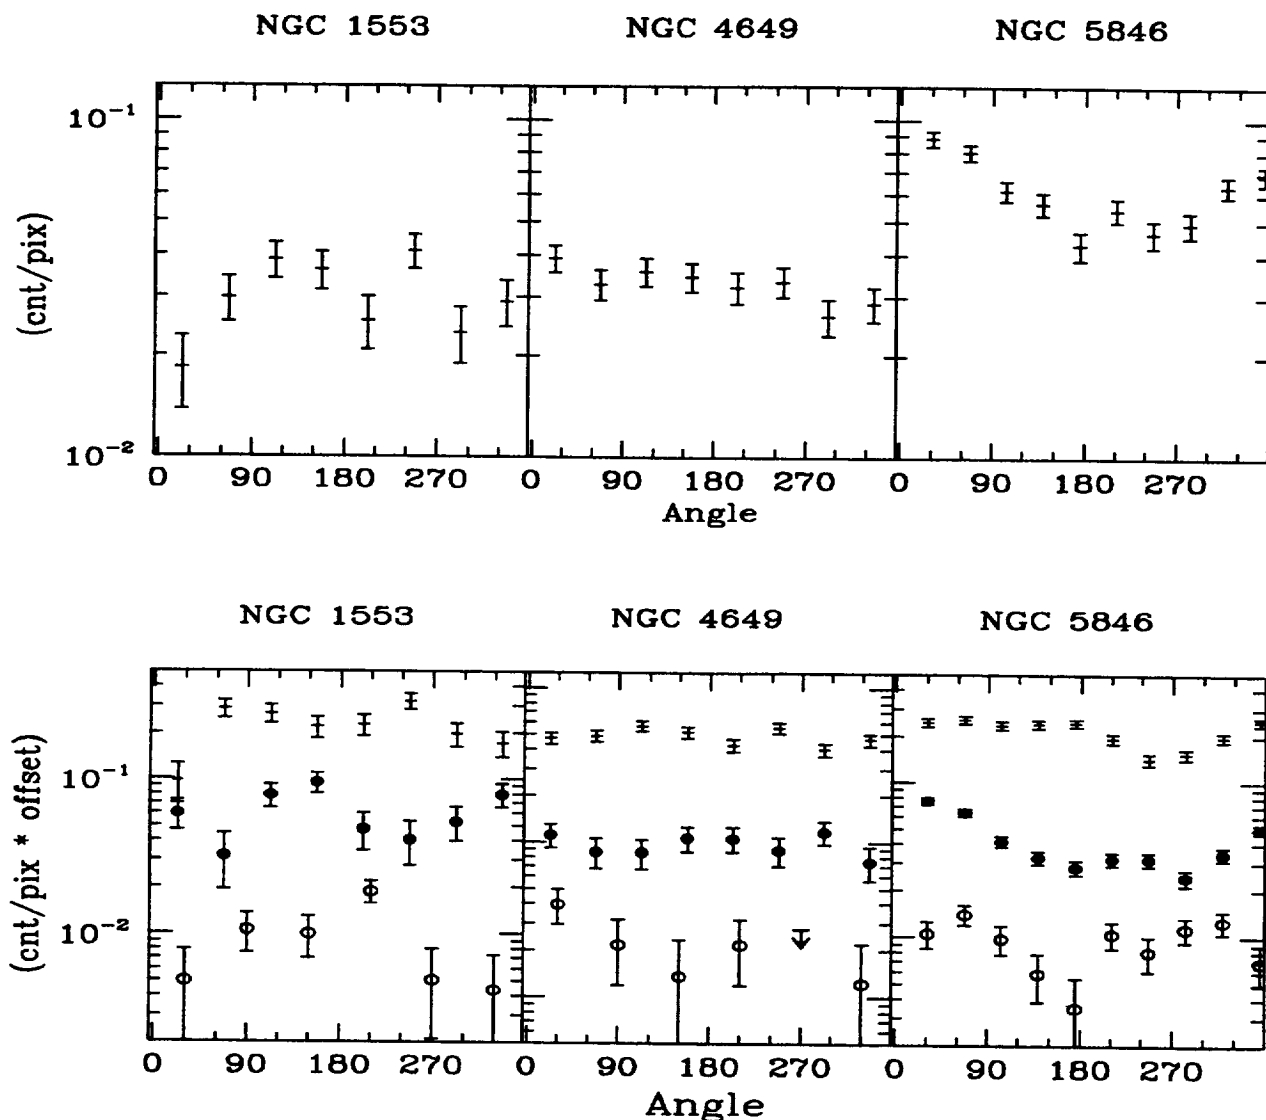 NGC 1553 NGC 4649 NGC 5846
10^-1
(cnt/pix)
10^-2
0 90 180 270 0 90 180 270 0 90 180 270
Angle
NGC 1553 NGC 4649 NGC 5846
(cnt/pix * offset)
10^-1
10^-2
0 90 180 270 0 90 180 270 0 90 180 270
Angle